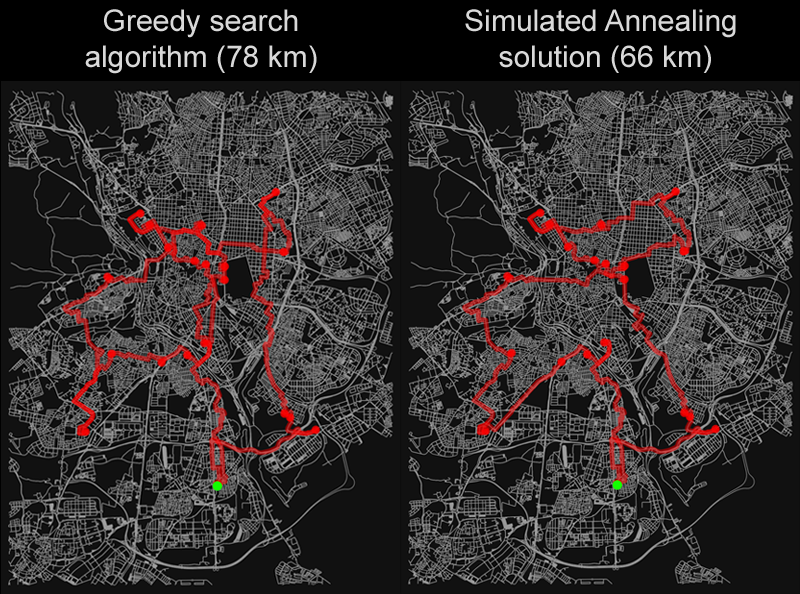 Greedy search
algorithm (78 km)
Simulated Annealing
solution (66 km)